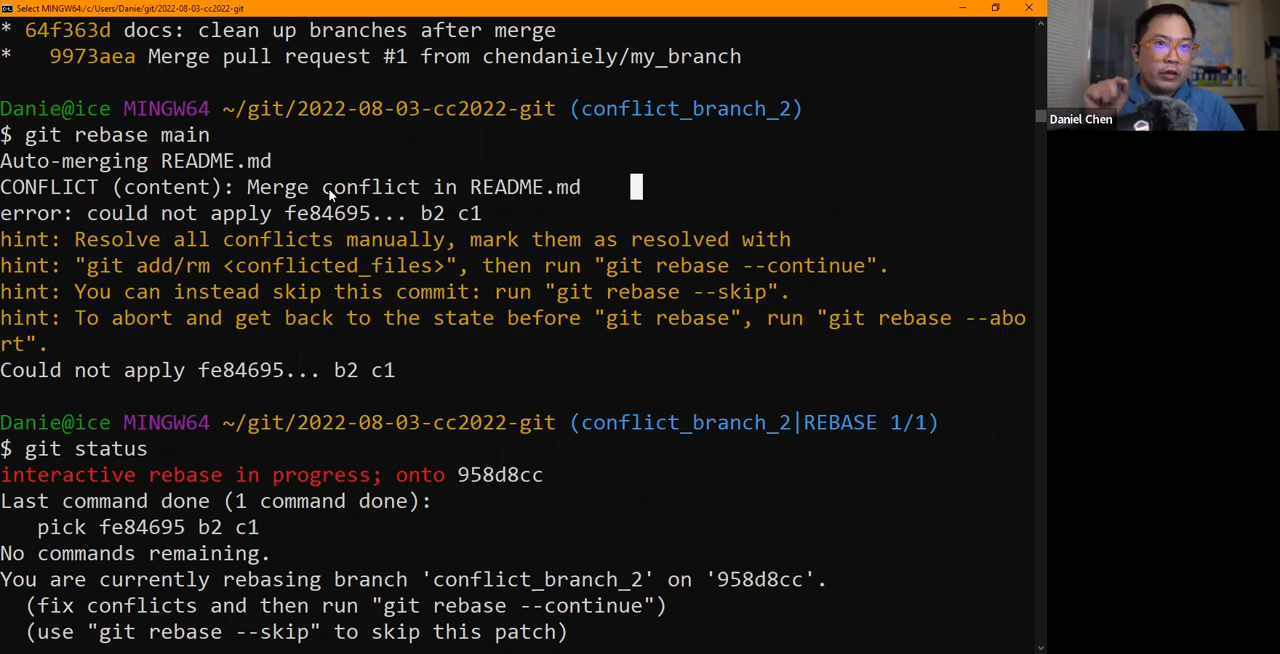 Select MINGW64:/c/Users/Danie/git/2022-08-03-cc2022-git
* 64f363d docs: clean up branches after merge
*   9973aea Merge pull request #1 from chendaniely/my_branch
Danie@ice MINGW64 ~/git/2022-08-03-cc2022-git (conflict_branch_2)
$ git rebase main
Auto-merging README.md
CONFLICT (content): Merge conflict in README.md
error: could not apply fe84695... b2 c1
hint: Resolve all conflicts manually, mark them as resolved with
hint: "git add/rm <conflicted_files>", then run "git rebase --continue".
hint: You can instead skip this commit: run "git rebase --skip".
hint: To abort and get back to the state before "git rebase", run "git rebase --abo
rt".
Could not apply fe84695... b2 c1
Danie@ice MINGW64 ~/git/2022-08-03-cc2022-git (conflict_branch_2|REBASE 1/1)
$ git status
interactive rebase in progress; onto 958d8cc
Last command done (1 command done):
   pick fe84695 b2 c1
No commands remaining.
You are currently rebasing branch 'conflict_branch_2' on '958d8cc'.
  (fix conflicts and then run "git rebase --continue")
  (use "git rebase --skip" to skip this patch)
Daniel Chen